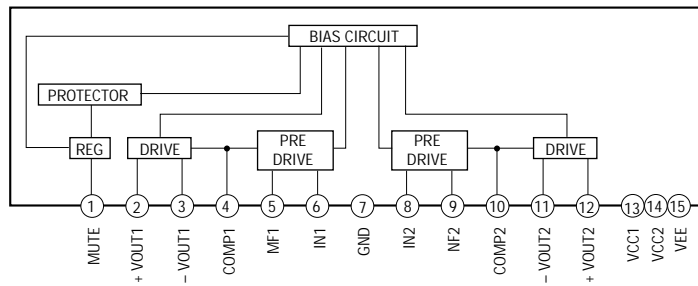 BIAS CIRCUIT
PROTECTOR
REG
DRIVE
PRE
DRIVE
PRE
DRIVE
DRIVE
1
2
3
4
5
6
7
8
9
10
11
12
13
14
15
MUTE
+ VOUT1
− VOUT1
COMP1
MF1
IN1
GND
IN2
NF2
COMP2
− VOUT2
+ VOUT2
VCC1
VCC2
VEE